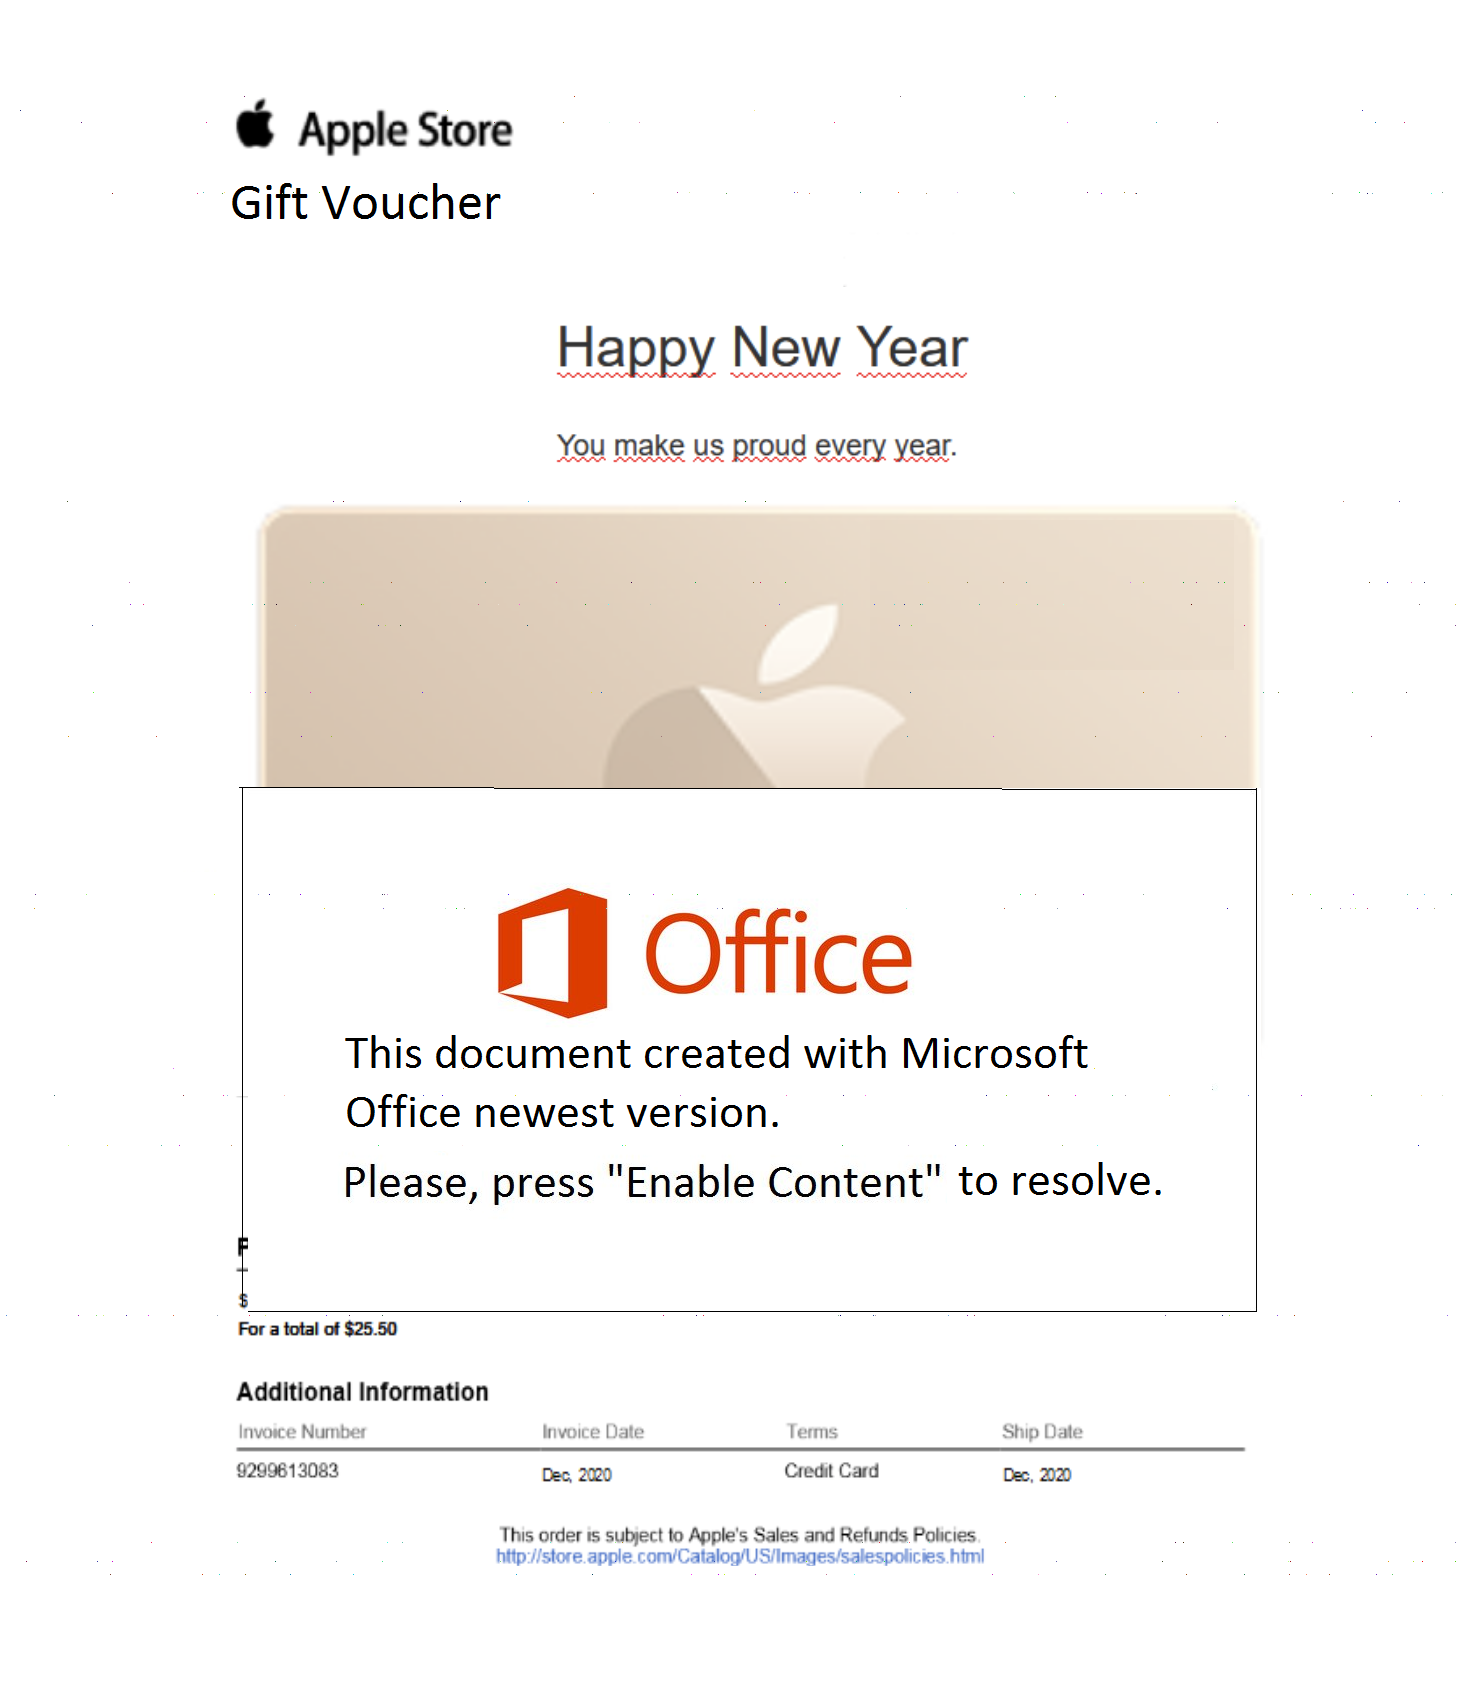 Apple Store
Gift Voucher
Happy New Year
You make us proud every year.
Office
This document created with Microsoft
Office newest version.
Please, press "Enable Content" to resolve.
$
For a total of $25.50
Additional Information
Invoice Number Invoice Date Terms Ship Date
9299613083 Dec, 2020 Credit Card Dec, 2020
This order is subject to Apple's Sales and Refunds Policies.
http://store.apple.com/Catalog/US/Images/salespolicies.html